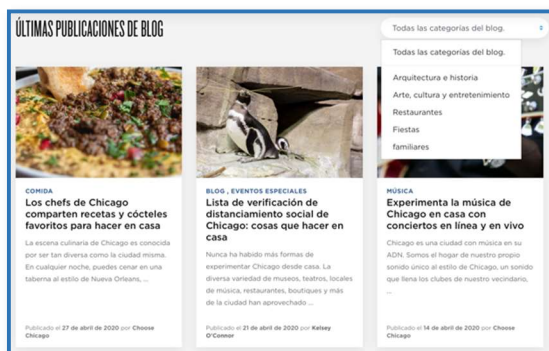 ÚLTIMAS PUBLICACIONES DE BLOG
Todas las categorías del blog.
Todas las categorías del blog.
Arquitectura e historia
Arte, cultura y entretenimiento
Restaurantes
Fiestas
familiares
COMIDA
Los chefs de Chicago
comparten recetas y cócteles
favoritos para hacer en casa
La escena culinaria de Chicago es conocida
por ser tan diversa como la ciudad misma.
En cualquier noche, puedes cenar en una
taberna al estilo de Nueva Orleans, ...
Publicado el 27 de abril de 2020 por Choose
Chicago
BLOG , EVENTOS ESPECIALES
Lista de verificación de
distanciamiento social de
Chicago: cosas que hacer en
casa
Nunca ha habido más formas de
experimentar Chicago desde casa. La
diversa variedad de museos, teatros, locales
de música, restaurantes, boutiques y más
de la ciudad han aprovechado ...
Publicado el 21 de abril de 2020 por Kelsey
O'Connor
MÚSICA
Experimenta la música de
Chicago en casa con
conciertos en línea y en vivo
Chicago es una ciudad con música en su
ADN. Somos el hogar de nuestro propio
sonido único al estilo de Chicago, un sonido
que llena los clubes de nuestro vecindario,
...
Publicado el 14 de abril de 2020 por Choose
Chicago